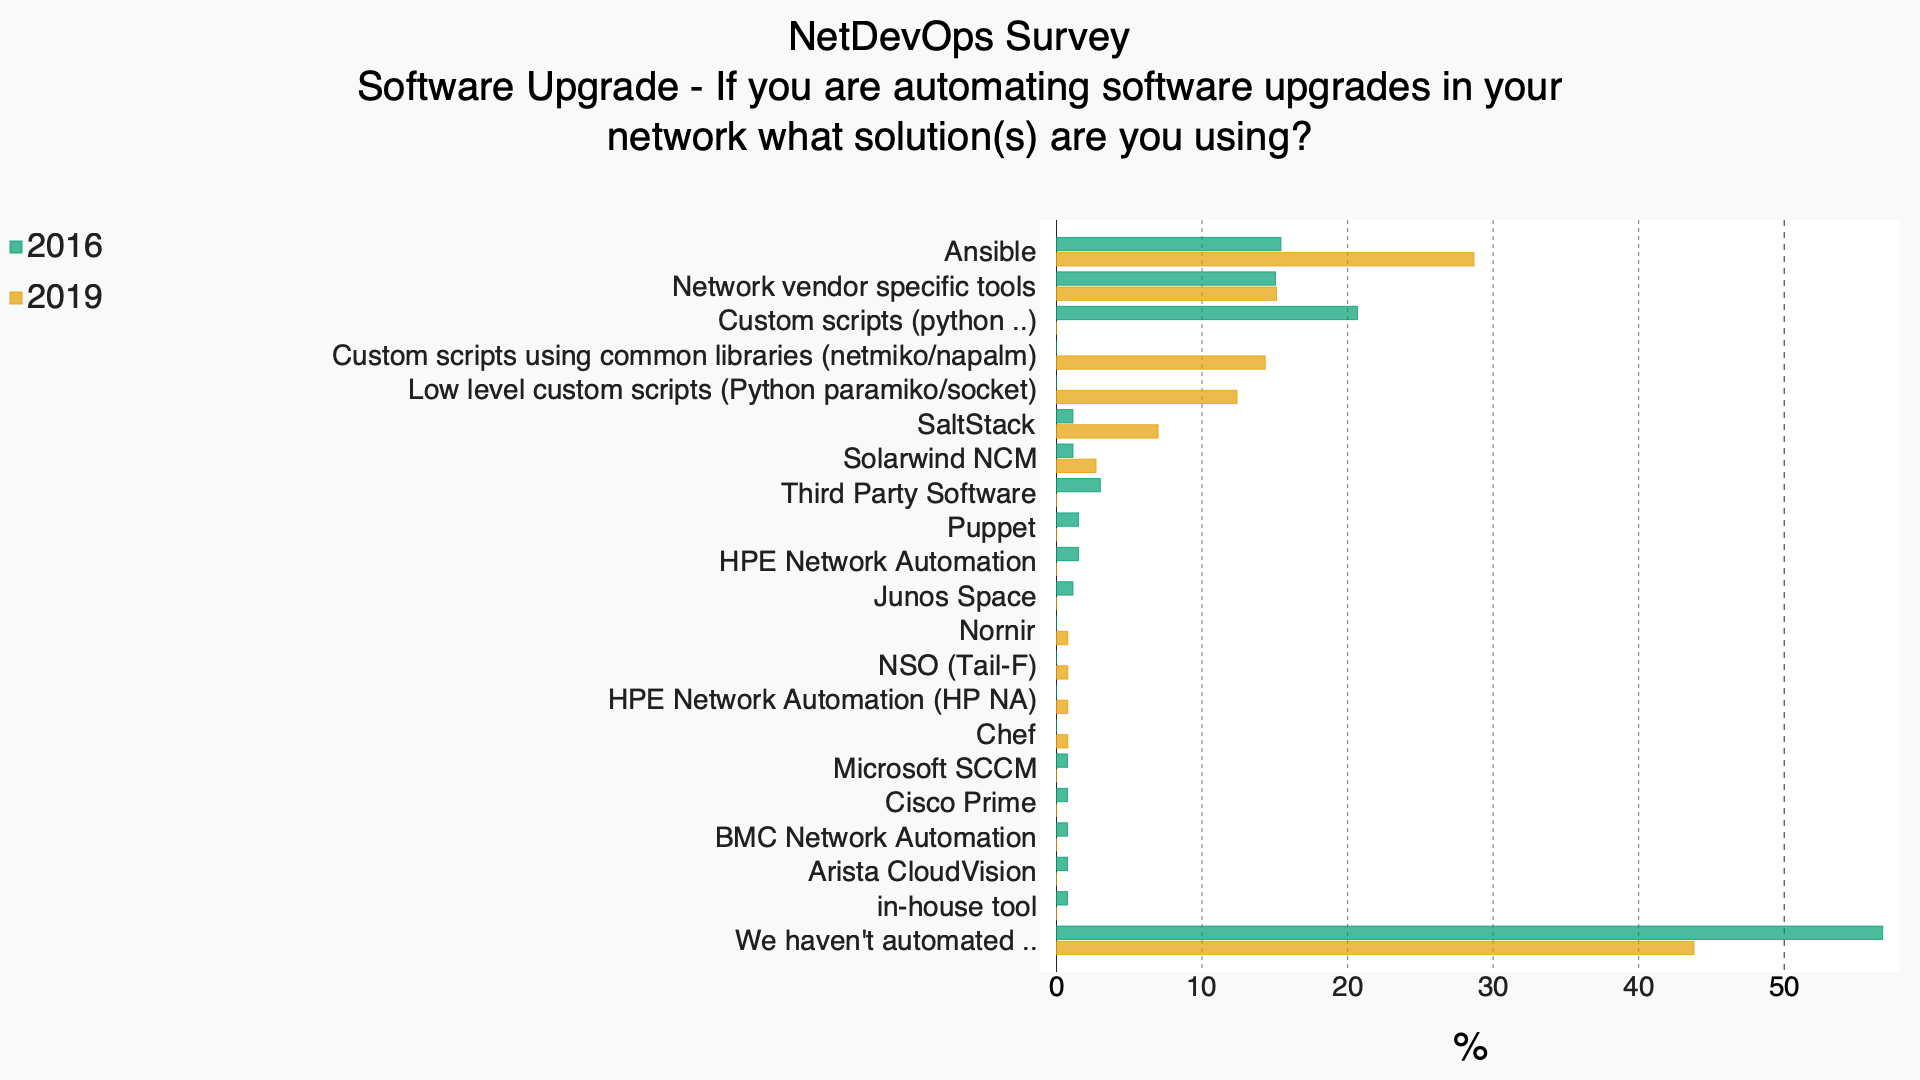 NetDevOps Survey
Software Upgrade - If you are automating software upgrades in your
network what solution(s) are you using?
2016
2019
Ansible
Network vendor specific tools
Custom scripts (python ..)
Custom scripts using common libraries (netmiko/napalm)
Low level custom scripts (Python paramiko/socket)
SaltStack
Solarwind NCM
Third Party Software
Puppet
HPE Network Automation
Junos Space
Nornir
NSO (Tail-F)
HPE Network Automation (HP NA)
Chef
Microsoft SCCM
Cisco Prime
BMC Network Automation
Arista CloudVision
in-house tool
We haven't automated ..
0 10 20 30 40 50
%